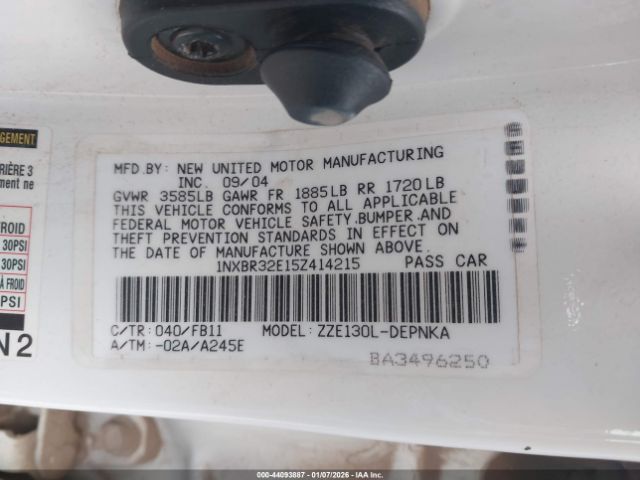 GEMENT
RIÈRE 3
ment ne
FROID
30PSI
30PSI
À FROID
PSI
N 2
MFD.BY: NEW UNITED MOTOR MANUFACTURING
INC. 09/04
GVWR 3585LB GAWR FR 1885LB RR 1720LB
THIS VEHICLE CONFORMS TO ALL APPLICABLE
FEDERAL MOTOR VEHICLE SAFETY,BUMPER,AND
THEFT PREVENTION STANDARDS IN EFFECT ON
THE DATE OF MANUFACTURE SHOWN ABOVE.
1NXBR32E15Z414215 PASS CAR
C/TR:040/FB11 MODEL: ZZE130L-DEPNKA
A/TM:-02A/A245E
BA3496250
000-44093887 - 01/07/2026 - IAA Inc.